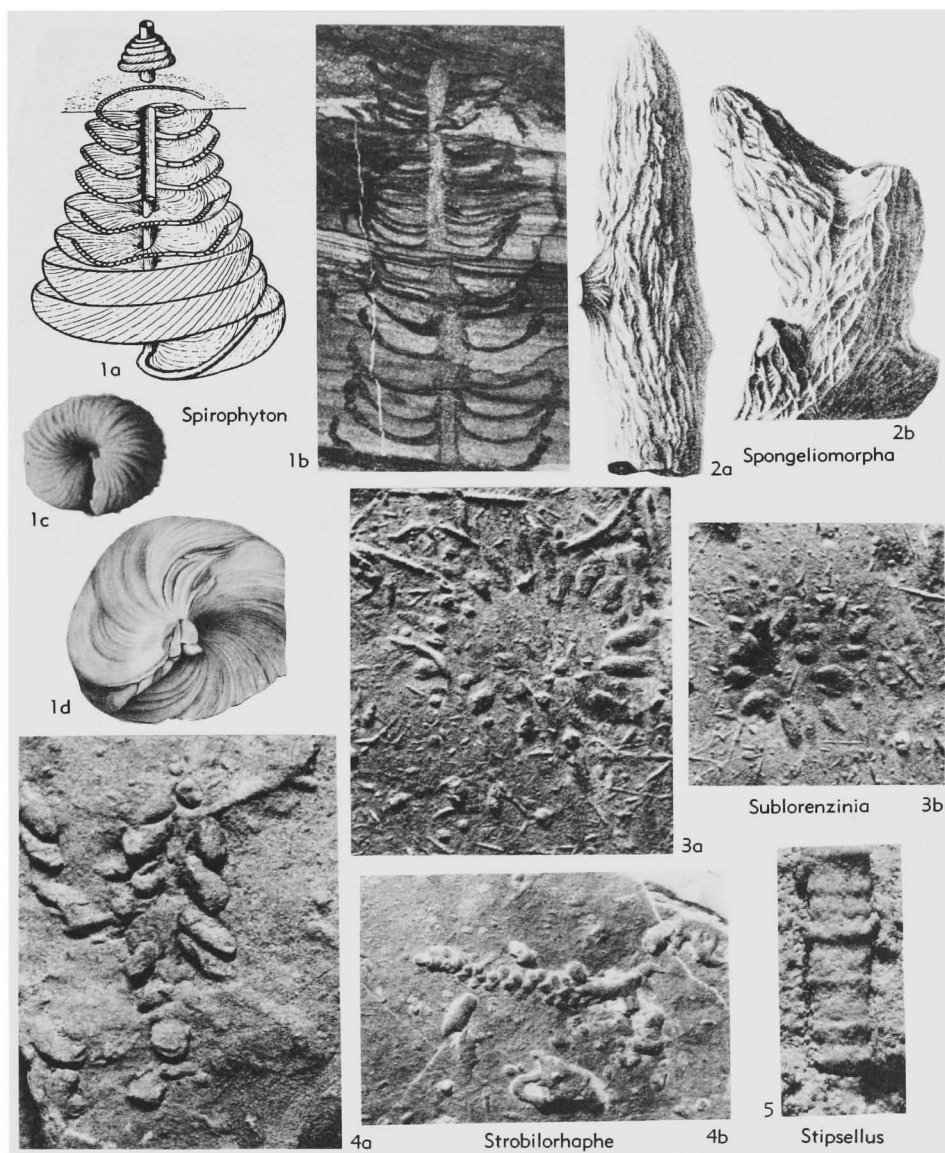 1a
Spirophyton
1b
1c
1d
2a
2b
Spongeliomorpha
3a
Sublorenzinia
3b
4a
Strobilorhaphe
4b
5
Stipsellus